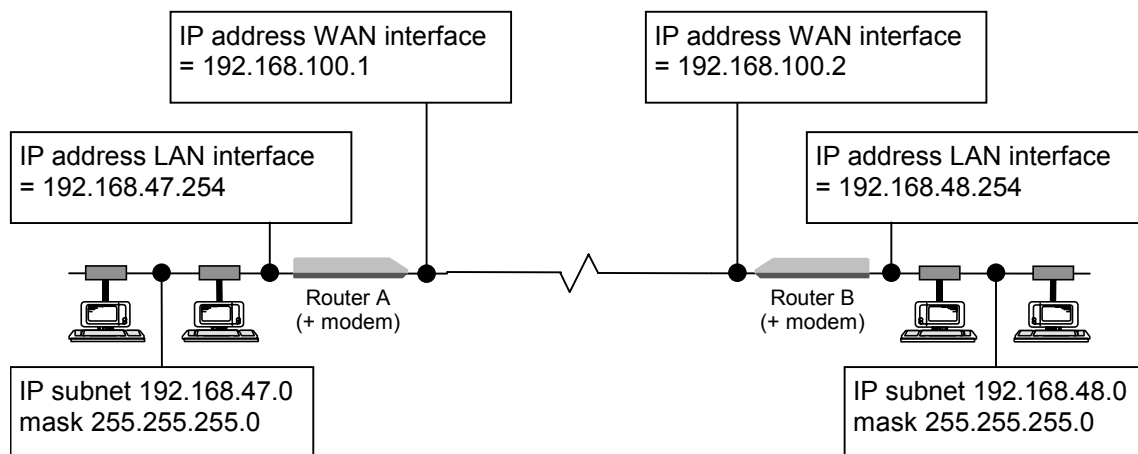 IP address WAN interface
= 192.168.100.1
IP address WAN interface
= 192.168.100.2
IP address LAN interface
= 192.168.47.254
IP address LAN interface
= 192.168.48.254
Router A
(+ modem)
Router B
(+ modem)
IP subnet 192.168.47.0
mask 255.255.255.0
IP subnet 192.168.48.0
mask 255.255.255.0